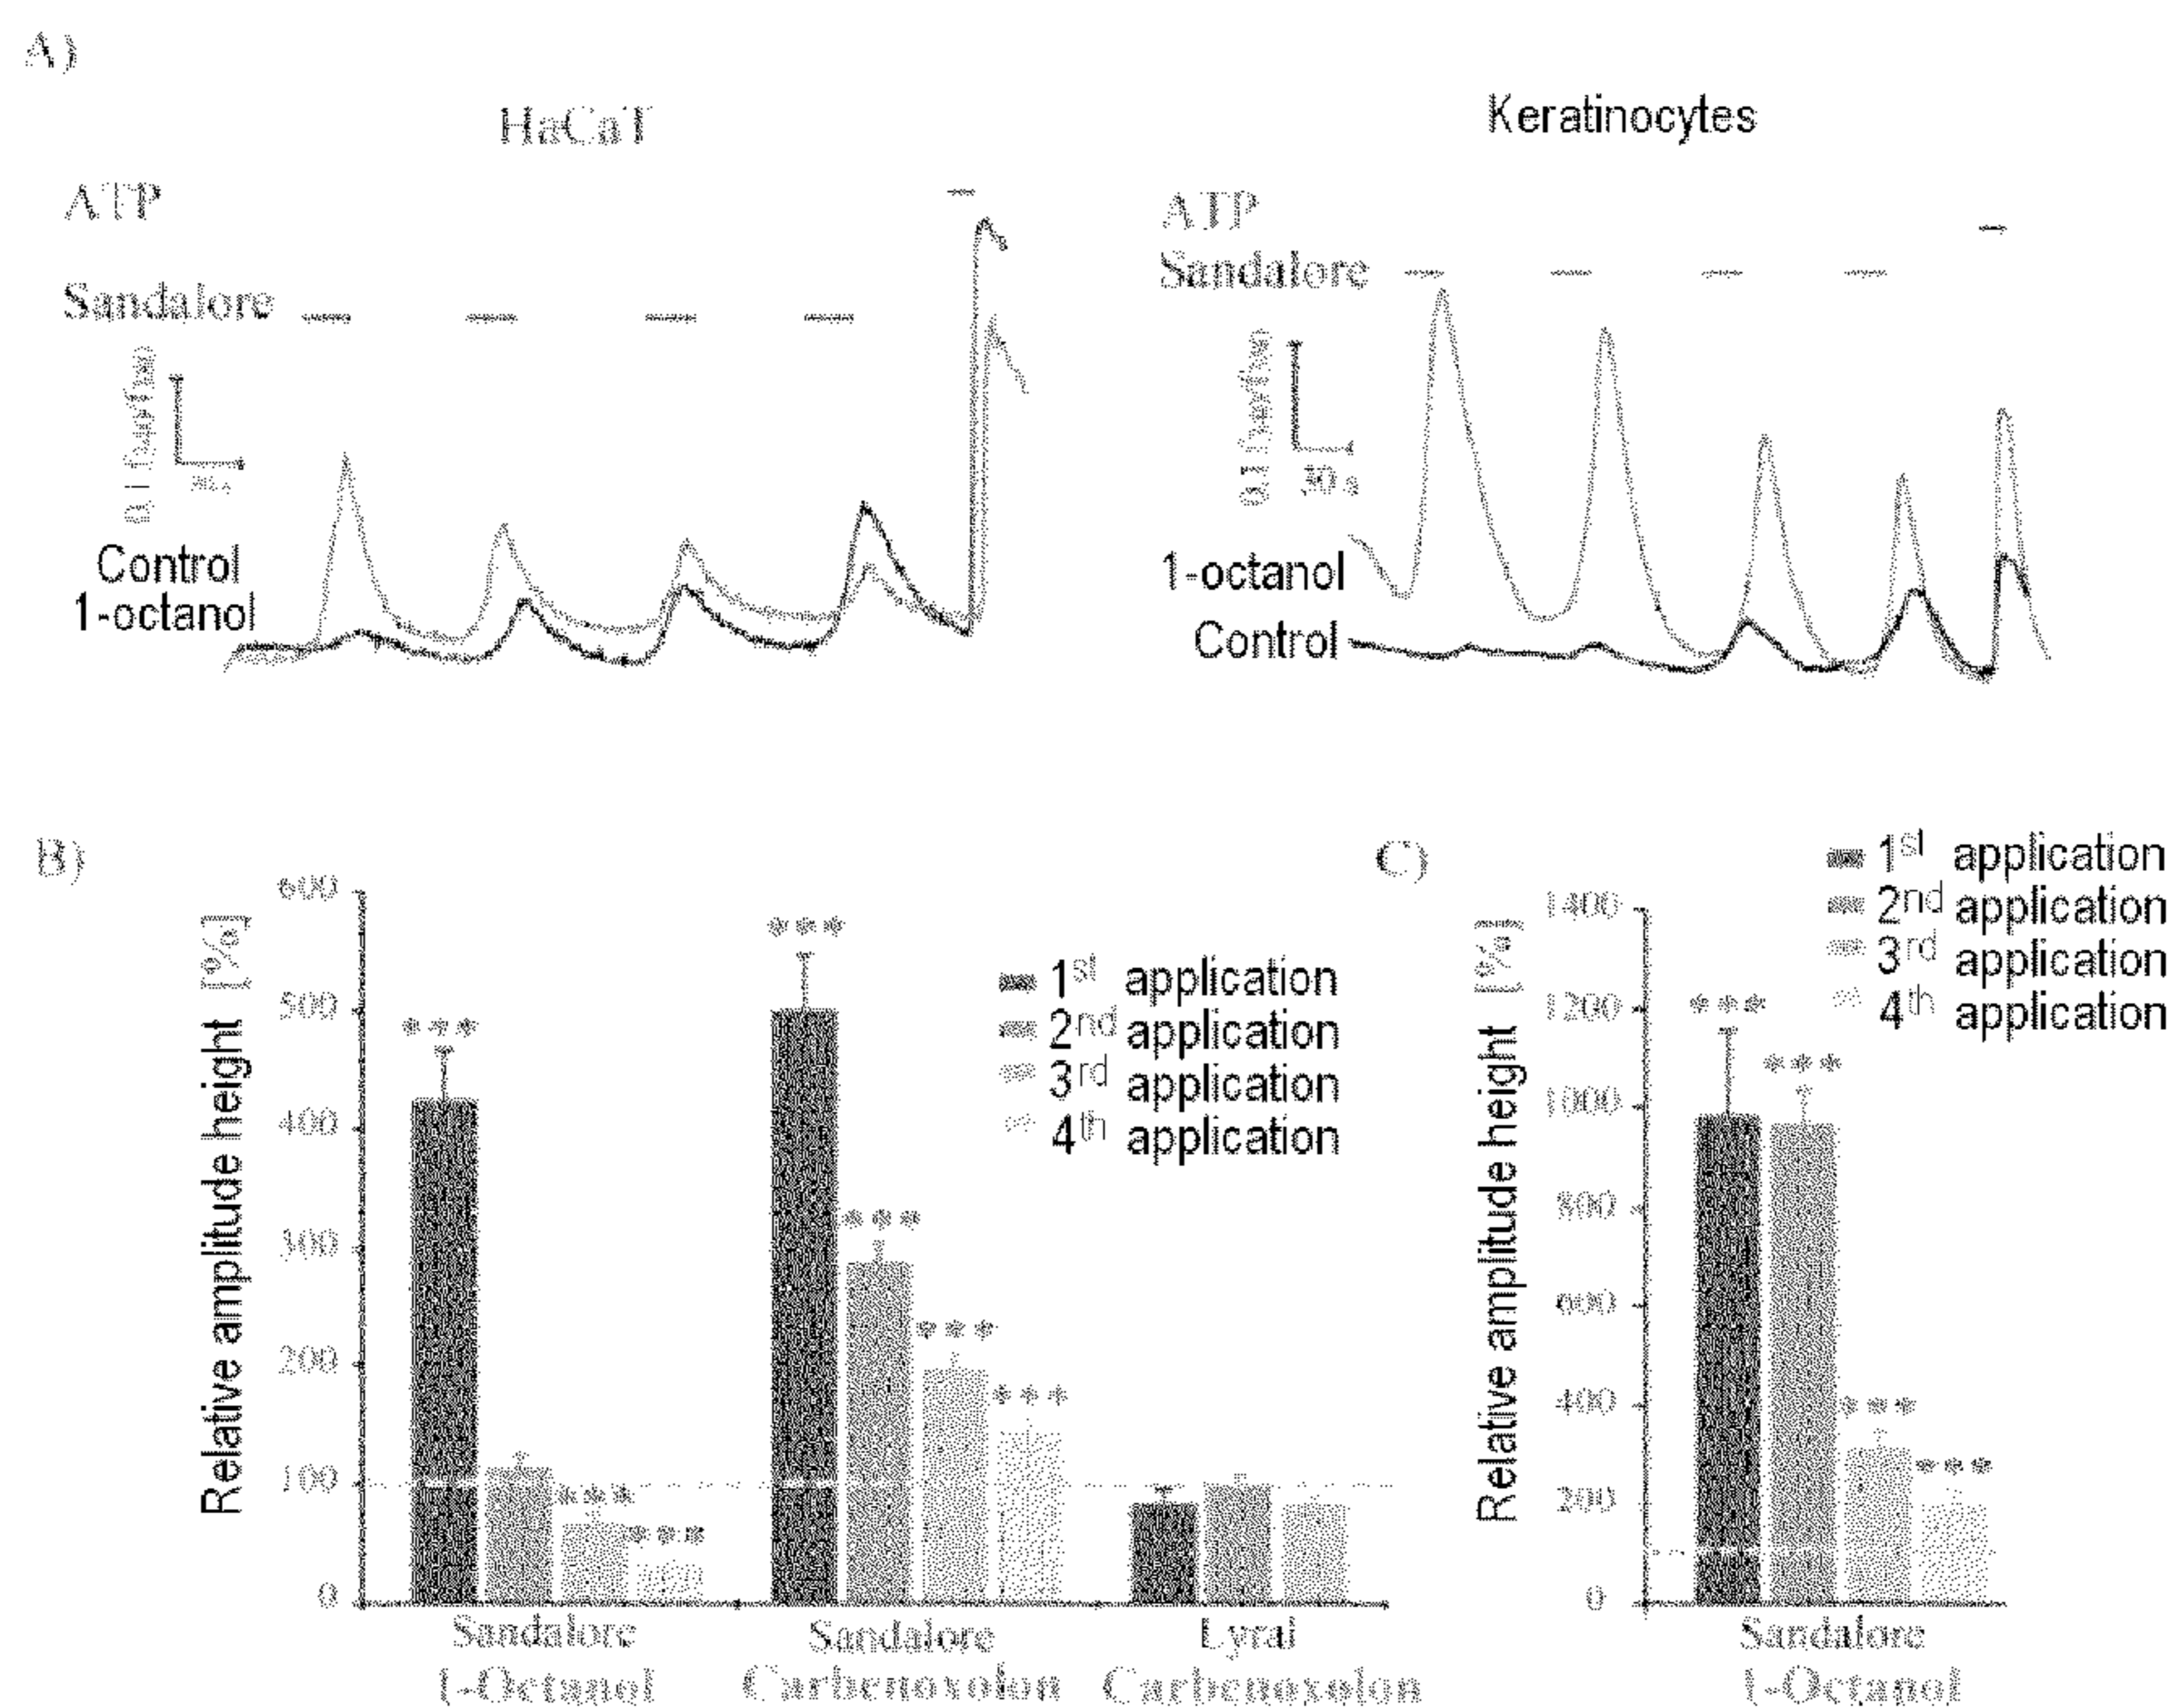 A)
HaCaT
ATP
Sandalore
Control
1-octanol
Keratinocytes
ATP
Sandalore
30 s
1-octanol
Control
B)
Relative amplitude height [%]
600
500
400
300
200
100
0
***
***
***
***
***
***
***
1st application
2nd application
3rd application
4th application
Sandalore
1-Octanol
Sandalore
Carbenoxolon
Lyral
Carbenoxolon
C)
Relative amplitude height [%]
1400
1200
1000
800
600
400
200
0
***
***
***
***
1st application
2nd application
3rd application
4th application
Sandalore
1-Octanol